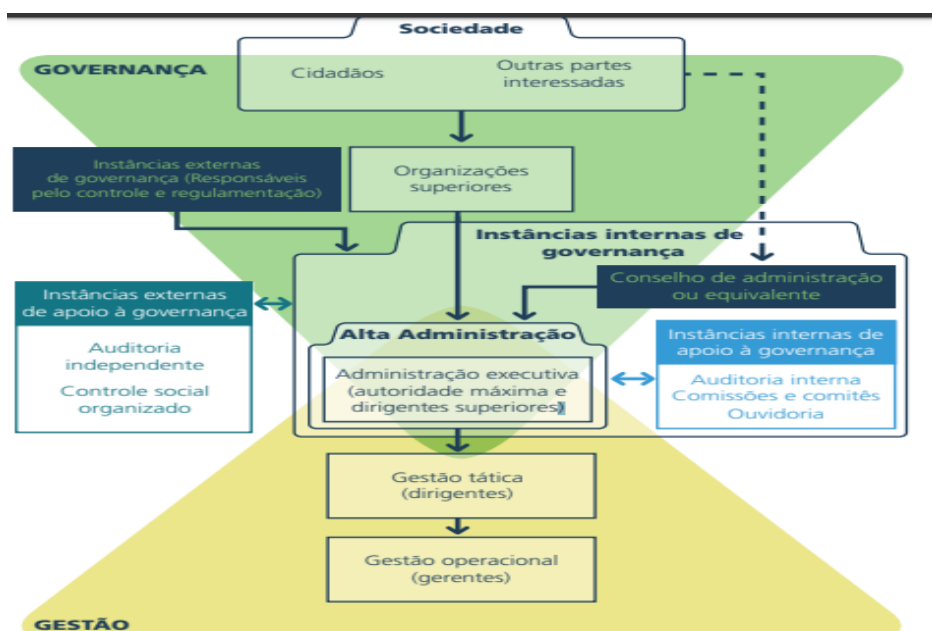 Sociedade
GOVERNANÇA
Cidadãos
Outras partes
interessadas
Instâncias externas
de governança (Responsáveis
pelo controle e regulamentação)
Organizações
superiores
Instâncias internas de
governança
Conselho de administração
ou equivalente
Instâncias externas
de apoio à governança
Auditoria
independente
Controle social
organizado
Alta Administração
Administração executiva
(autoridade máxima e
dirigentes superiores)
Instâncias internas de
apoio à governança
Auditoria interna
Comissões e comitês
Ouvidoria
Gestão tática
(dirigentes)
Gestão operacional
(gerentes)
GESTÃO